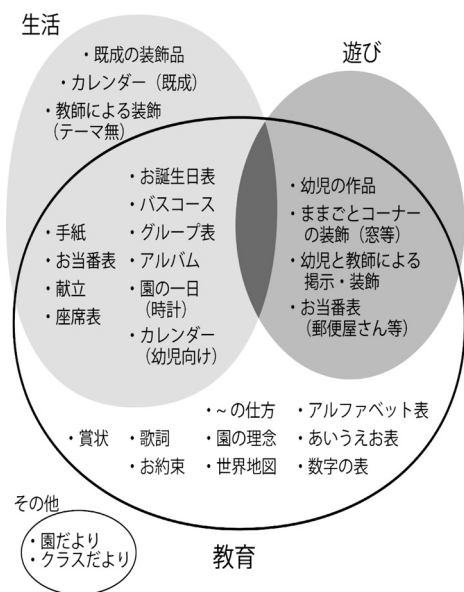 生活
・既成の装飾品
・カレンダー（既成）
・教師による装飾
（テーマ無）
遊び
・お誕生日表
・バスコース
・グループ表
・アルバム
・園の一日
（時計）
・カレンダー
（幼児向け）
・手紙
・お当番表
・献立
・座席表
・幼児の作品
・ままごとコーナー
の装飾（窓等）
・幼児と教師による
掲示・装飾
・お当番表
（郵便屋さん等）
・～の仕方
・アルファベット表
・賞状
・歌詞
・園の理念
・あいうえお表
・お約束
・世界地図
・数字の表
その他
・園だより
・クラスだより
教育